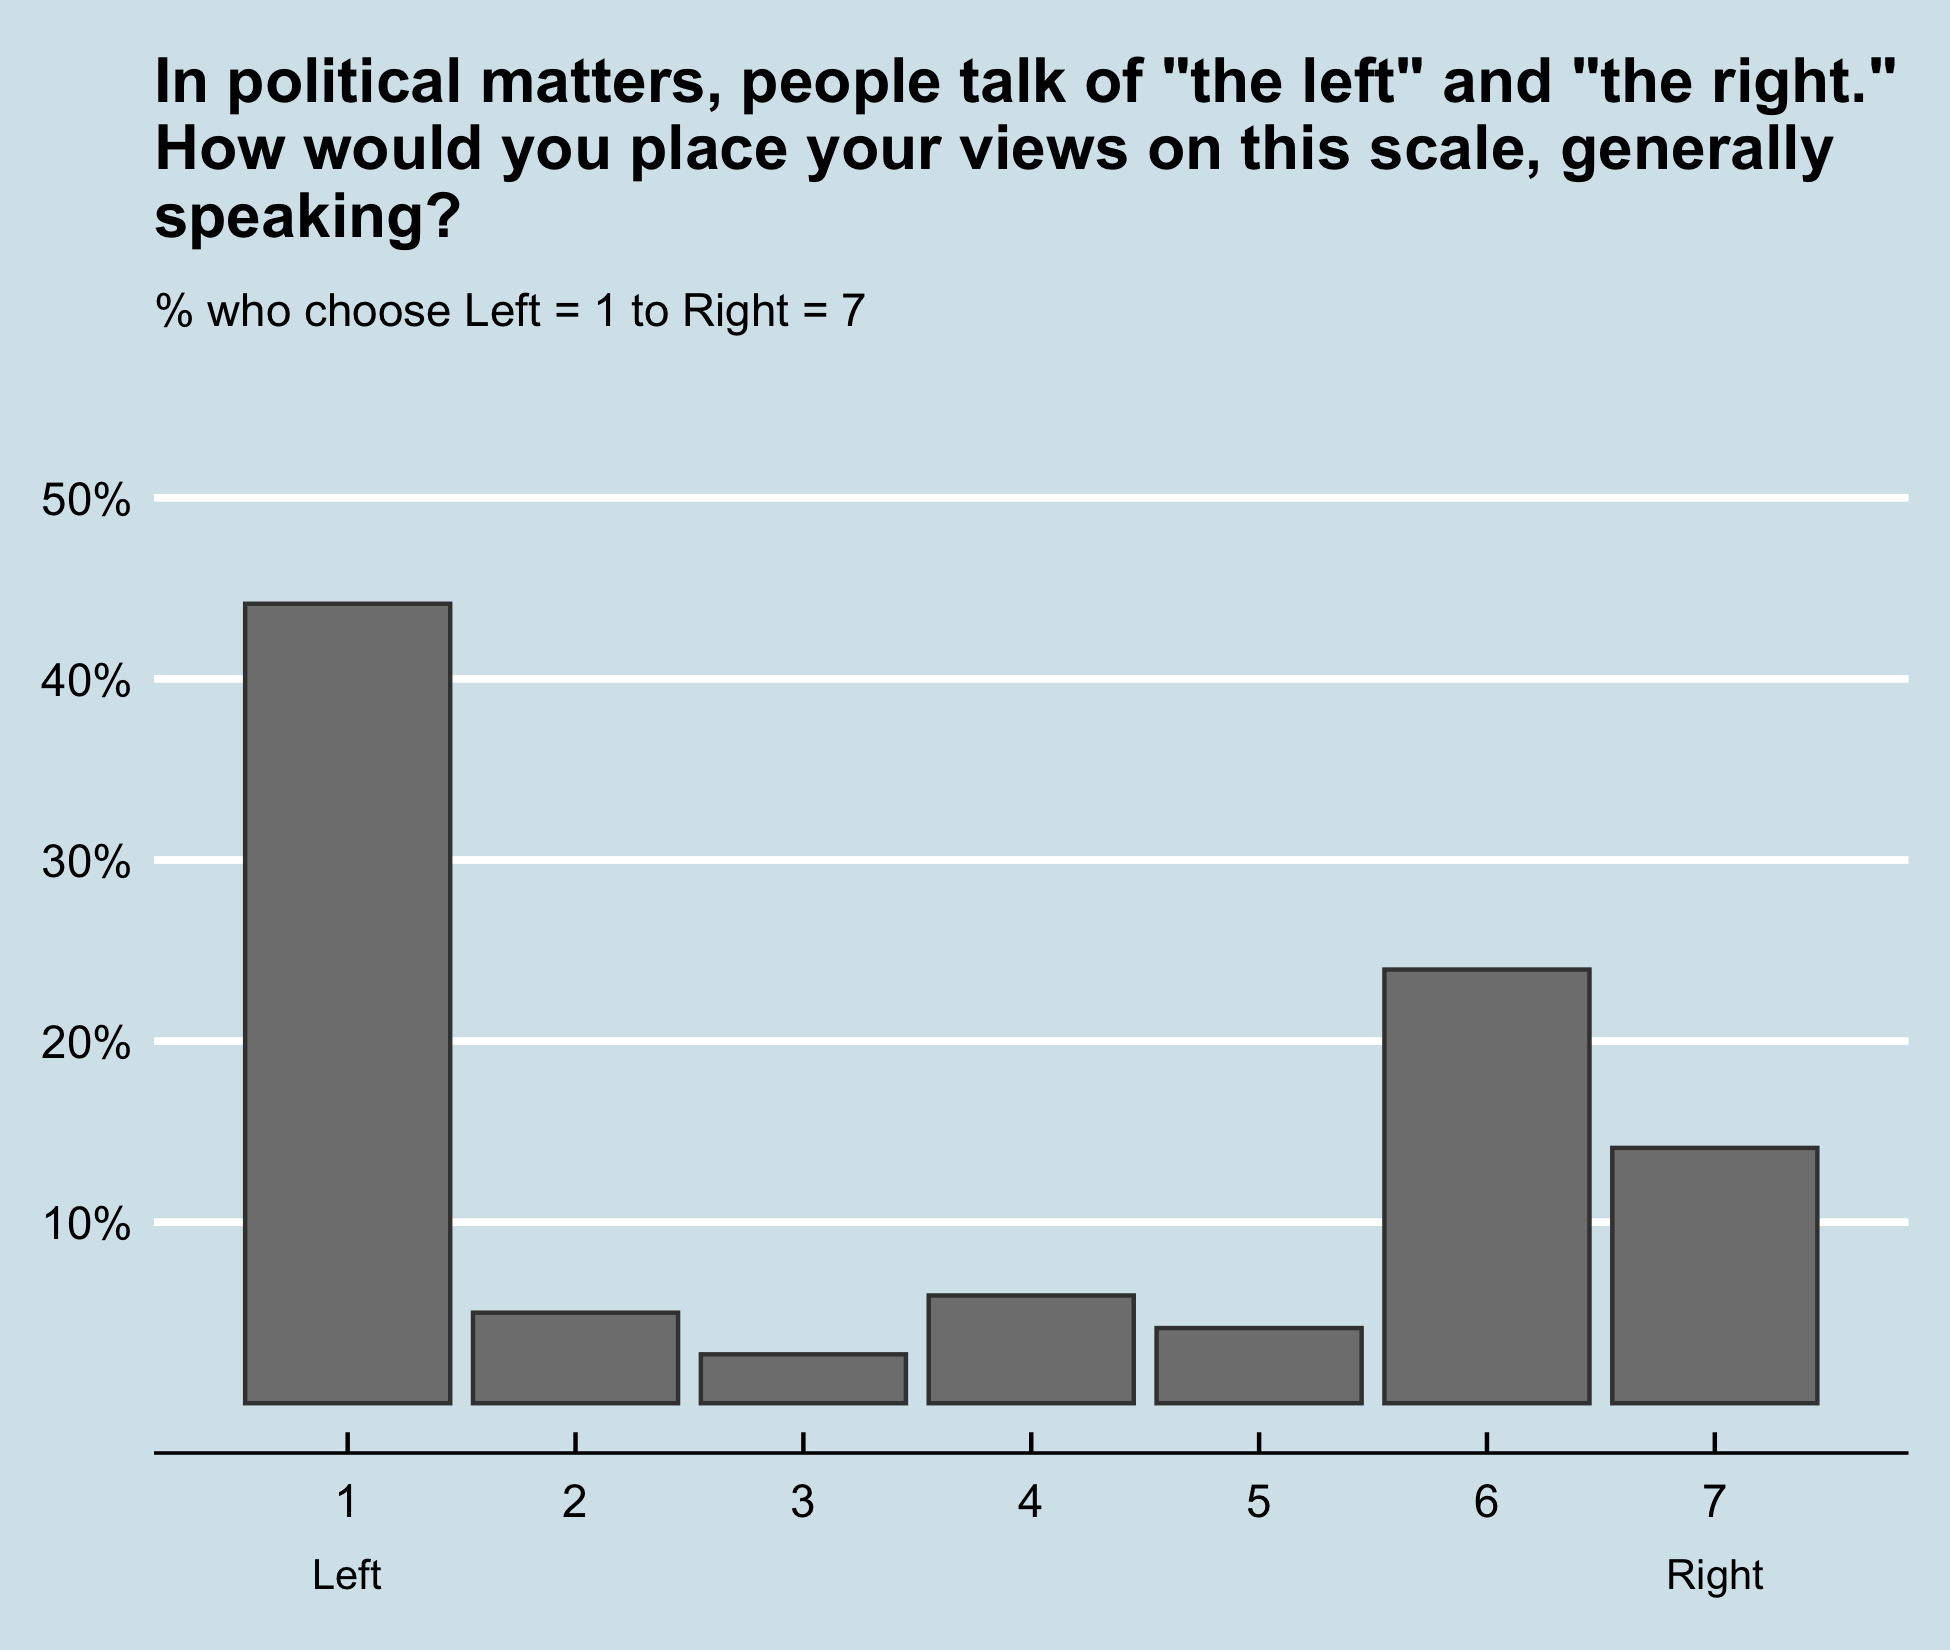 In political matters, people talk of "the left" and "the right."
How would you place your views on this scale, generally
speaking?
% who choose Left = 1 to Right = 7
50%
40%
30%
20%
10%
1 2 3 4 5 6 7
Left Right